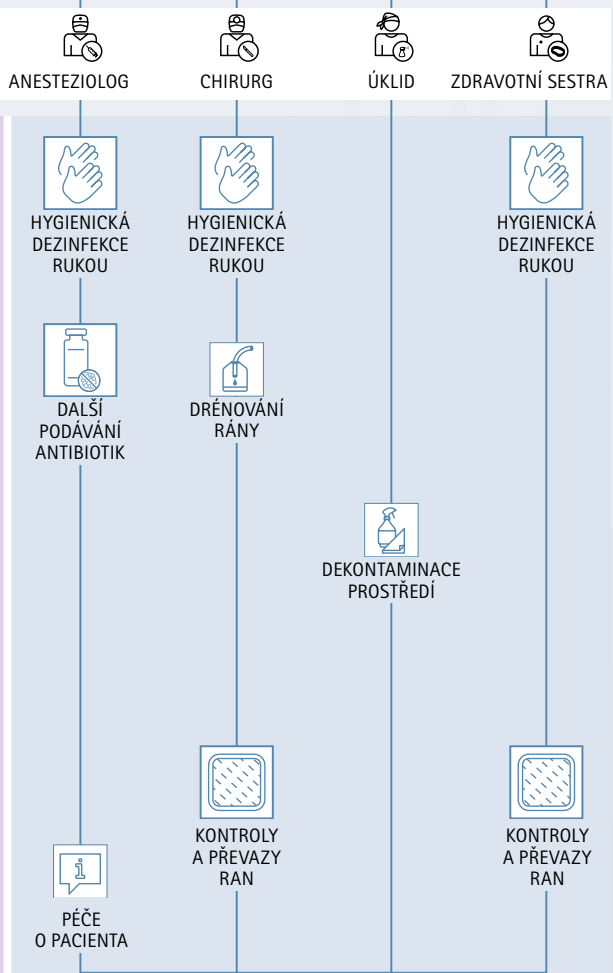 ANESTEZIOLOG
CHIRURG
ÚKLID
ZDRAVOTNÍ SESTRA
HYGIENICKÁ
DEZINFEKCE
RUKOU
HYGIENICKÁ
DEZINFEKCE
RUKOU
HYGIENICKÁ
DEZINFEKCE
RUKOU
DALŠÍ
PODÁVÁNÍ
ANTIBIOTIK
DRÉNOVÁNÍ
RÁNY
DEKONTAMINACE
PROSTŘEDÍ
KONTROLY
A PŘEVAZY
RAN
KONTROLY
A PŘEVAZY
RAN
i
PÉČE
O PACIENTA